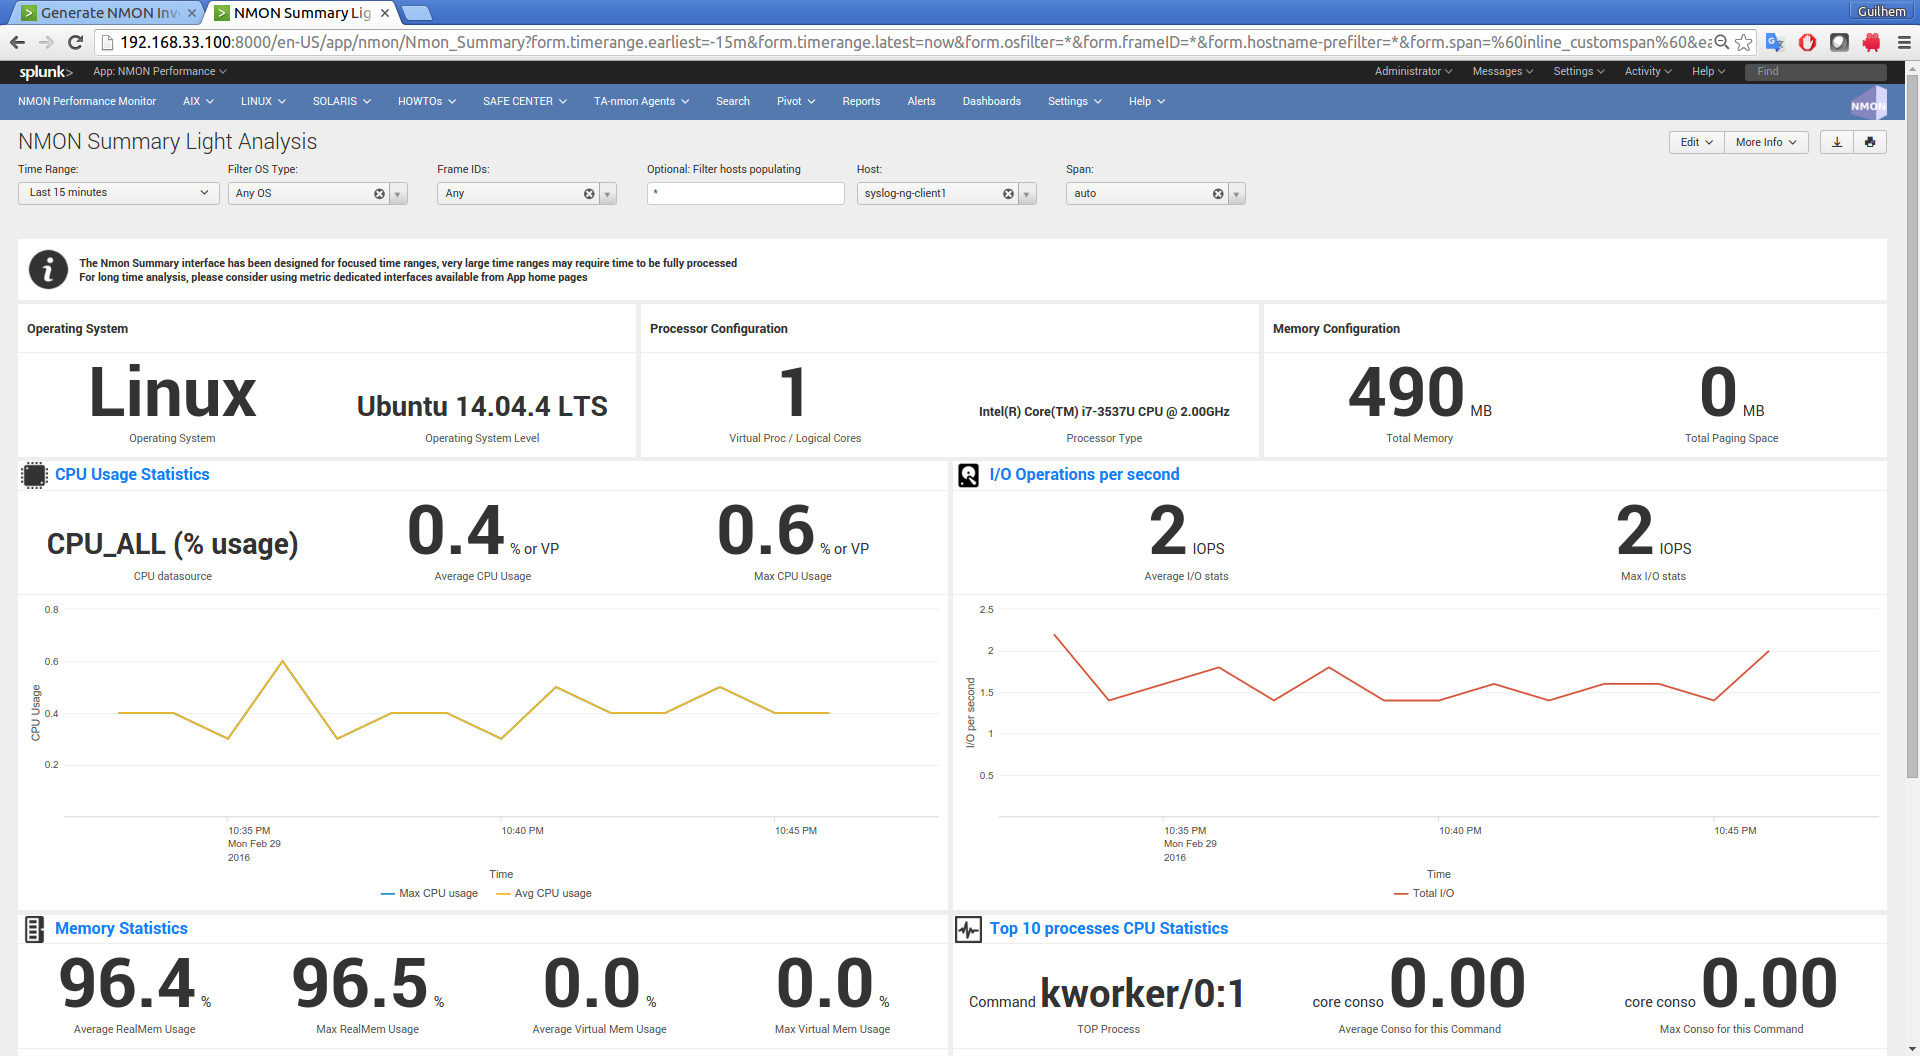 Generate NMON Inv
NMON Summary Lig
Guilhem
192.168.33.100:8000/en-US/app/nmon/Nmon_Summary?form.timerange.earliest=-15m&form.timerange.latest=now&form.osfilter=*&form.frameID=*&form.hostname-prefilter=*&form.span=%60inline_customspan%60&ea
splunk> App: NMON Performance
Administrator Messages Settings Activity Help Find
NMON Performance Monitor AIX LINUX SOLARIS HOWTOs SAFE CENTER TA-nmon Agents Search Pivot Reports Alerts Dashboards Settings Help NMON
NMON Summary Light Analysis
Edit More Info
Time Range: Filter OS Type: Frame IDs: Optional: Filter hosts populating Host: Span:
Last 15 minutes Any OS Any * syslog-ng-client1 auto
The Nmon Summary interface has been designed for focused time ranges, very large time ranges may require time to be fully processed
For long time analysis, please consider using metric dedicated interfaces available from App home pages
Operating System Processor Configuration Memory Configuration
Linux Ubuntu 14.04.4 LTS 1 Intel(R) Core(TM) i7-3537U CPU @ 2.00GHz 490 MB 0 MB
Operating System Operating System Level Virtual Proc / Logical Cores Processor Type Total Memory Total Paging Space
CPU Usage Statistics
CPU_ALL (% usage) 0.4 % or VP 0.6 % or VP
CPU datasource Average CPU Usage Max CPU Usage
0.8
0.6
0.4
0.2
CPU Usage
10:35 PM 10:40 PM 10:45 PM
Mon Feb 29
2016
Time
Max CPU usage Avg CPU usage
I/O Operations per second
2 IOPS 2 IOPS
Average I/O stats Max I/O stats
2.5
2
1.5
1
0.5
I/O per second
10:35 PM 10:40 PM 10:45 PM
Mon Feb 29
2016
Time
Total I/O
Memory Statistics
96.4 % 96.5 % 0.0 % 0.0 %
Average RealMem Usage Max RealMem Usage Average Virtual Mem Usage Max Virtual Mem Usage
Top 10 processes CPU Statistics
Command kworker/0:1 core conso 0.00 core conso 0.00
TOP Process Average Conso for this Command Max Conso for this Command